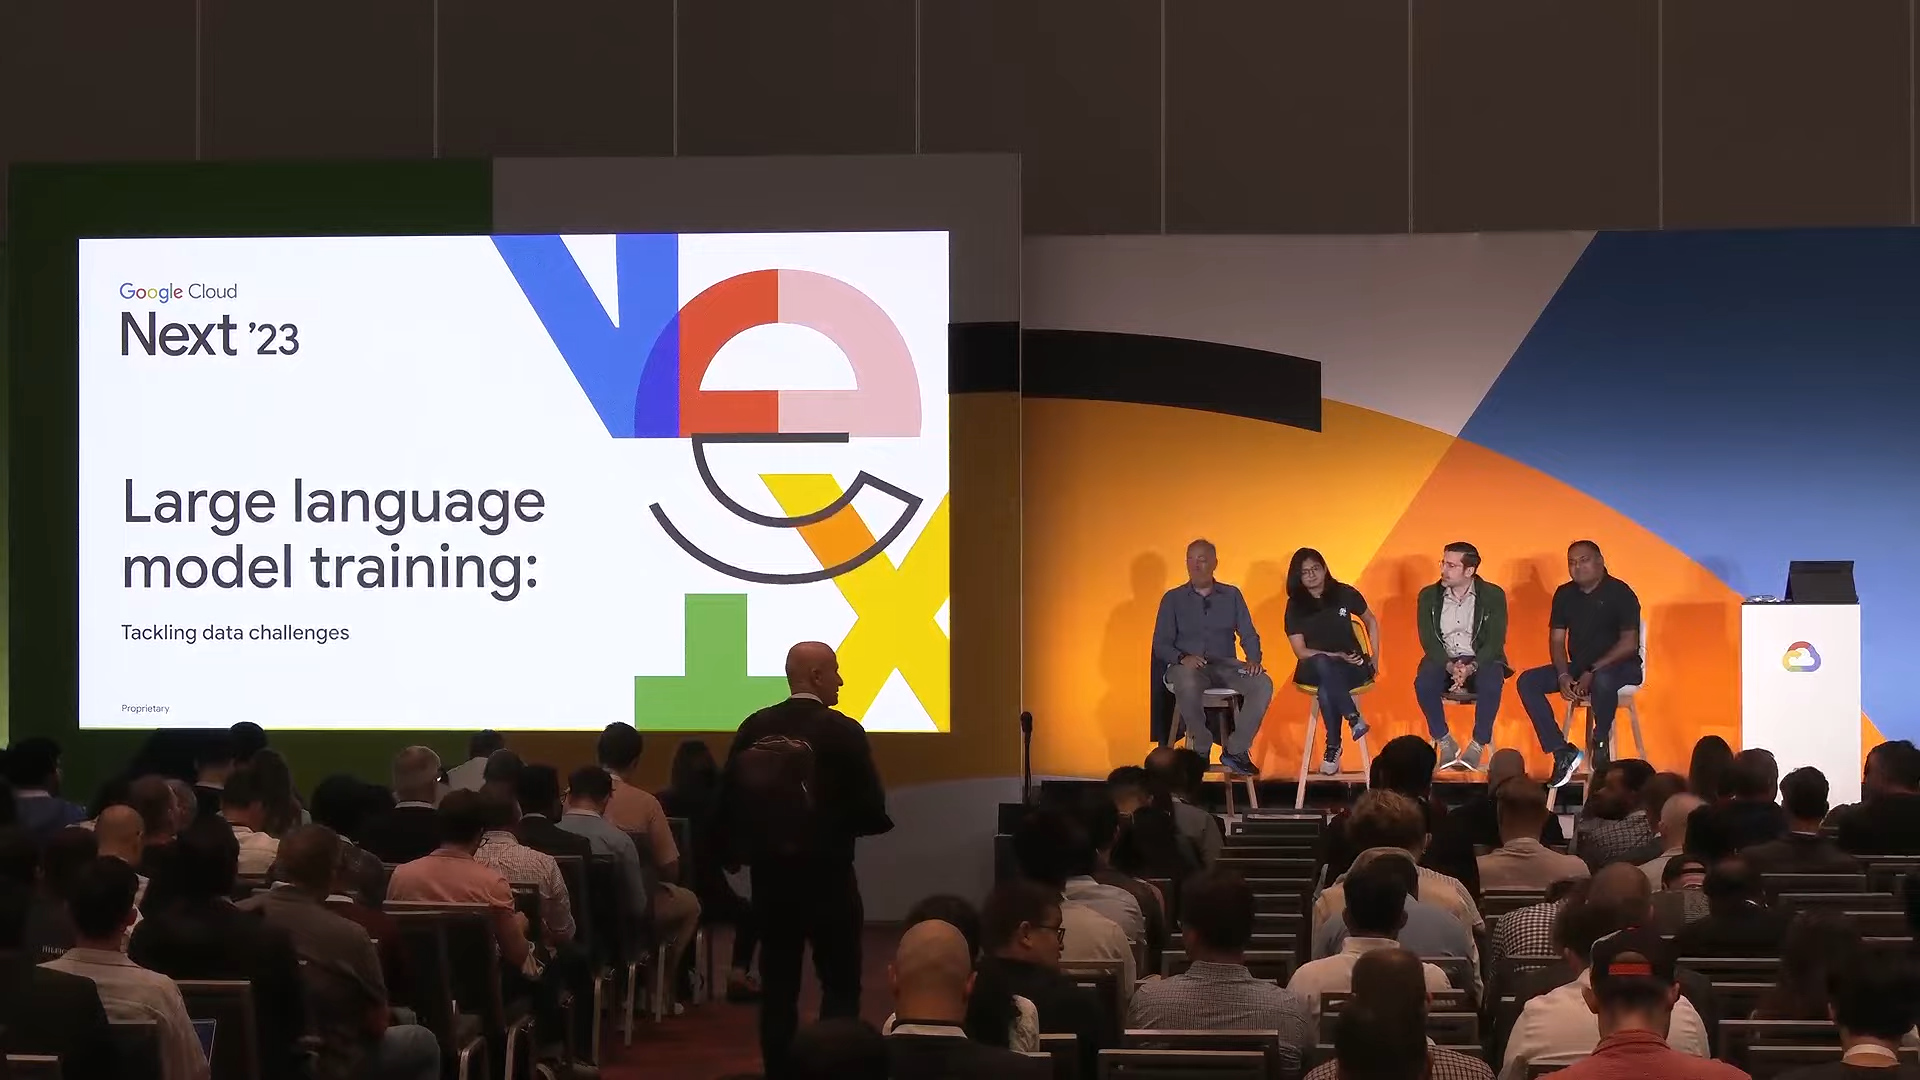 Google Cloud
Next ’23
Large language
model training:
Tackling data challenges
Proprietary